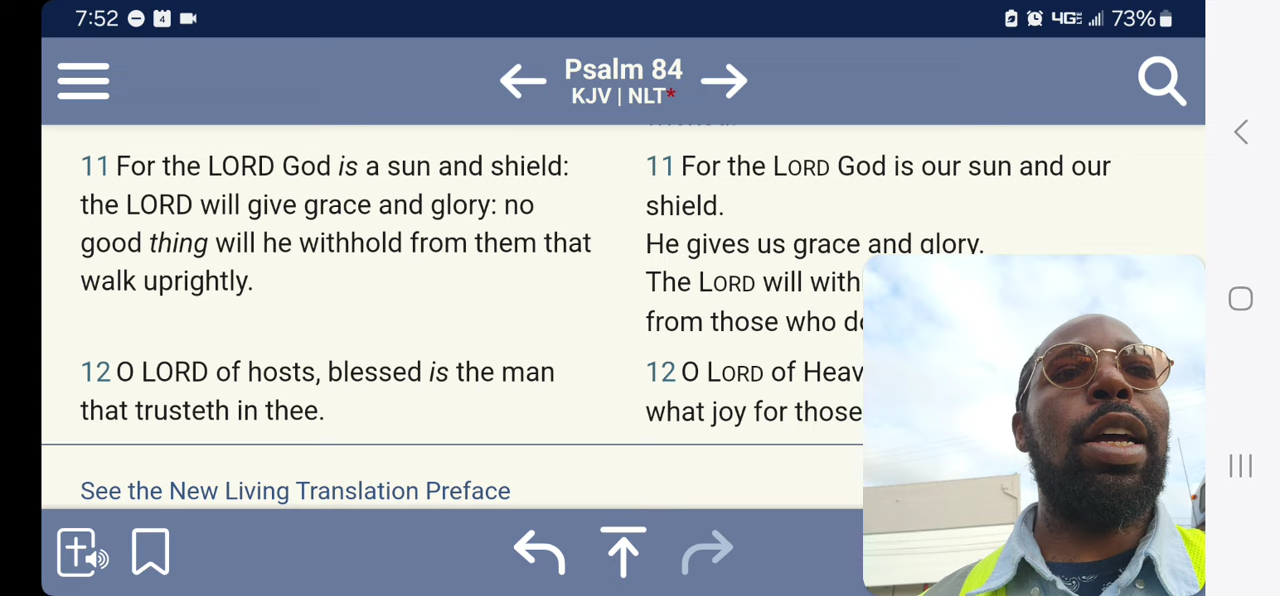 7:52
4
4G
73%
Psalm 84
KJV | NLT*
11 For the LORD God is a sun and shield:
the LORD will give grace and glory: no
good thing will he withhold from them that
walk uprightly.
12 O LORD of hosts, blessed is the man
that trusteth in thee.
11 For the LORD God is our sun and our
shield.
He gives us grace and glory.
The LORD will with
from those who do
12 O LORD of Heav
what joy for those
See the New Living Translation Preface